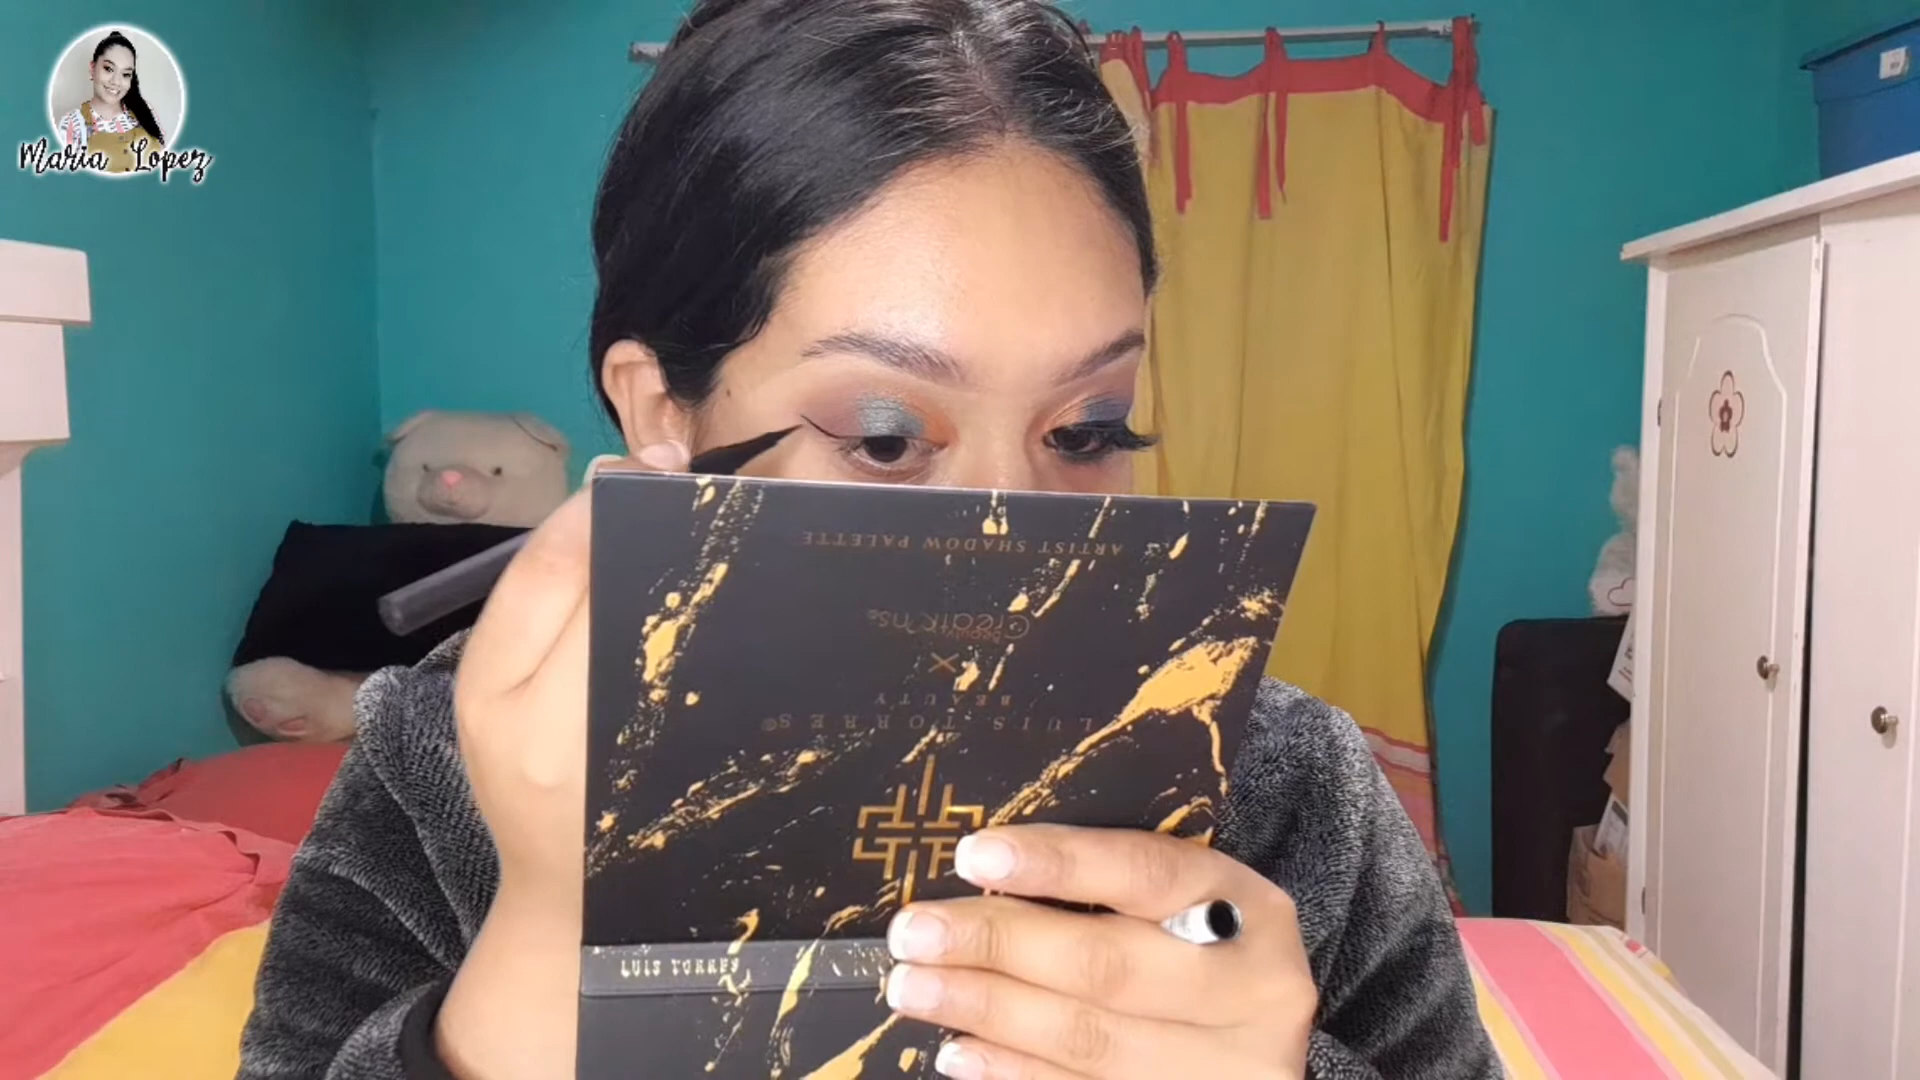 Maria Lopez
ARTIST SHADOW PALETTE
beauty
Creations
X
BEAUTY
LUIS TORRES®
LUIS TORRES